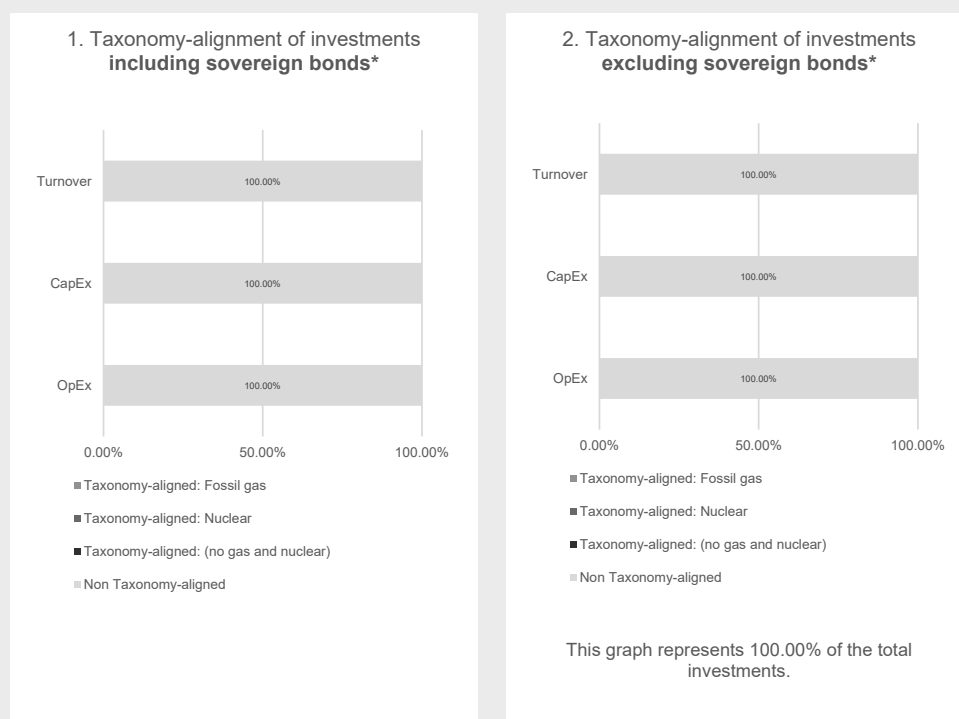 1. Taxonomy-alignment of investments
including sovereign bonds*
Turnover
100.00%
CapEx
100.00%
OpEx
100.00%
0.00% 50.00% 100.00%
Taxonomy-aligned: Fossil gas
Taxonomy-aligned: Nuclear
Taxonomy-aligned: (no gas and nuclear)
Non Taxonomy-aligned
2. Taxonomy-alignment of investments
excluding sovereign bonds*
Turnover
100.00%
CapEx
100.00%
OpEx
100.00%
0.00% 50.00% 100.00%
Taxonomy-aligned: Fossil gas
Taxonomy-aligned: Nuclear
Taxonomy-aligned: (no gas and nuclear)
Non Taxonomy-aligned
This graph represents 100.00% of the total
investments.